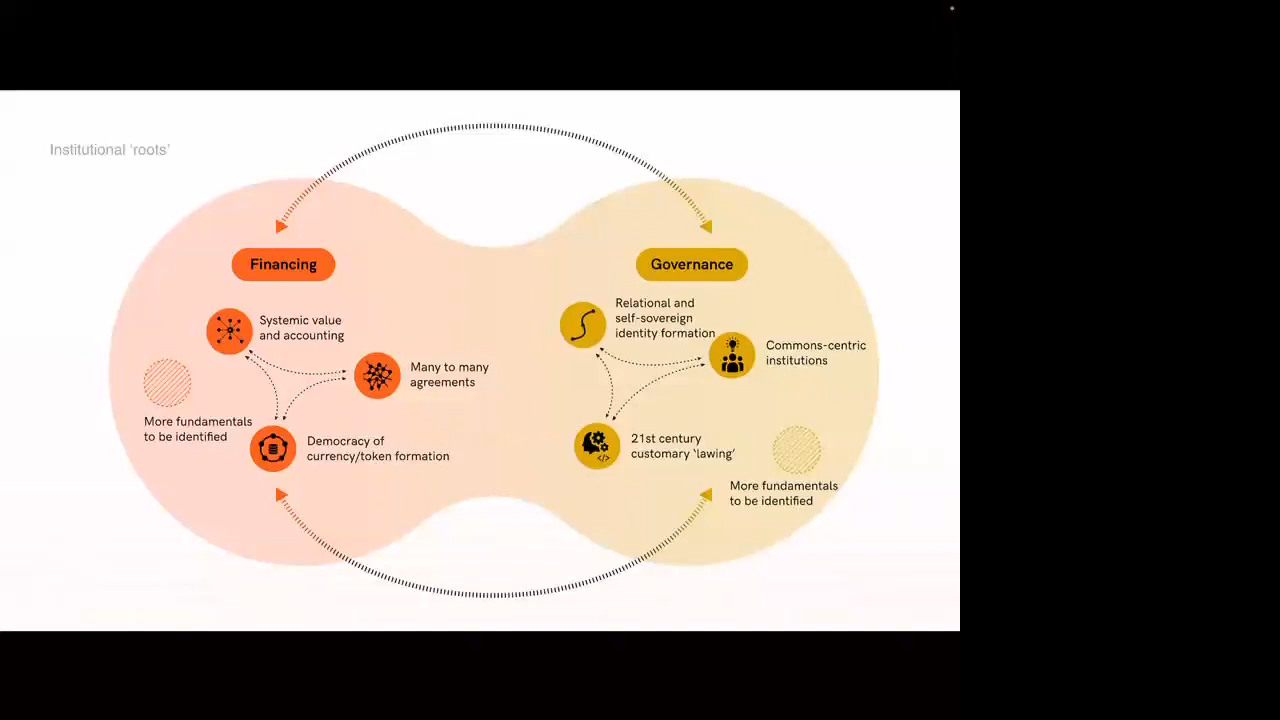 Institutional ‘roots’
Financing
Systemic value
and accounting
Many to many
agreements
More fundamentals
to be identified
Democracy of
currency/token formation
Governance
Relational and
self-sovereign
identity formation
Commons-centric
institutions
21st century
customary ‘lawing’
More fundamentals
to be identified